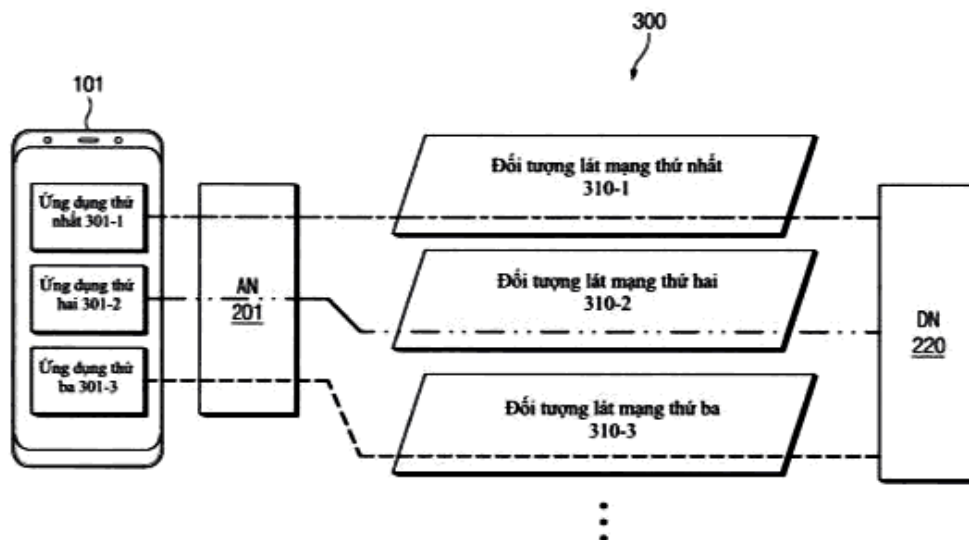 300
101
Đối tượng lát mạng thứ nhất
310-1
Ứng dụng thứ
nhất 301-1
Đối tượng lát mạng thứ hai
310-2
Ứng dụng thứ
hai 301-2
AN
201
DN
220
Ứng dụng thứ
ba 301-3
Đối tượng lát mạng thứ ba
310-3